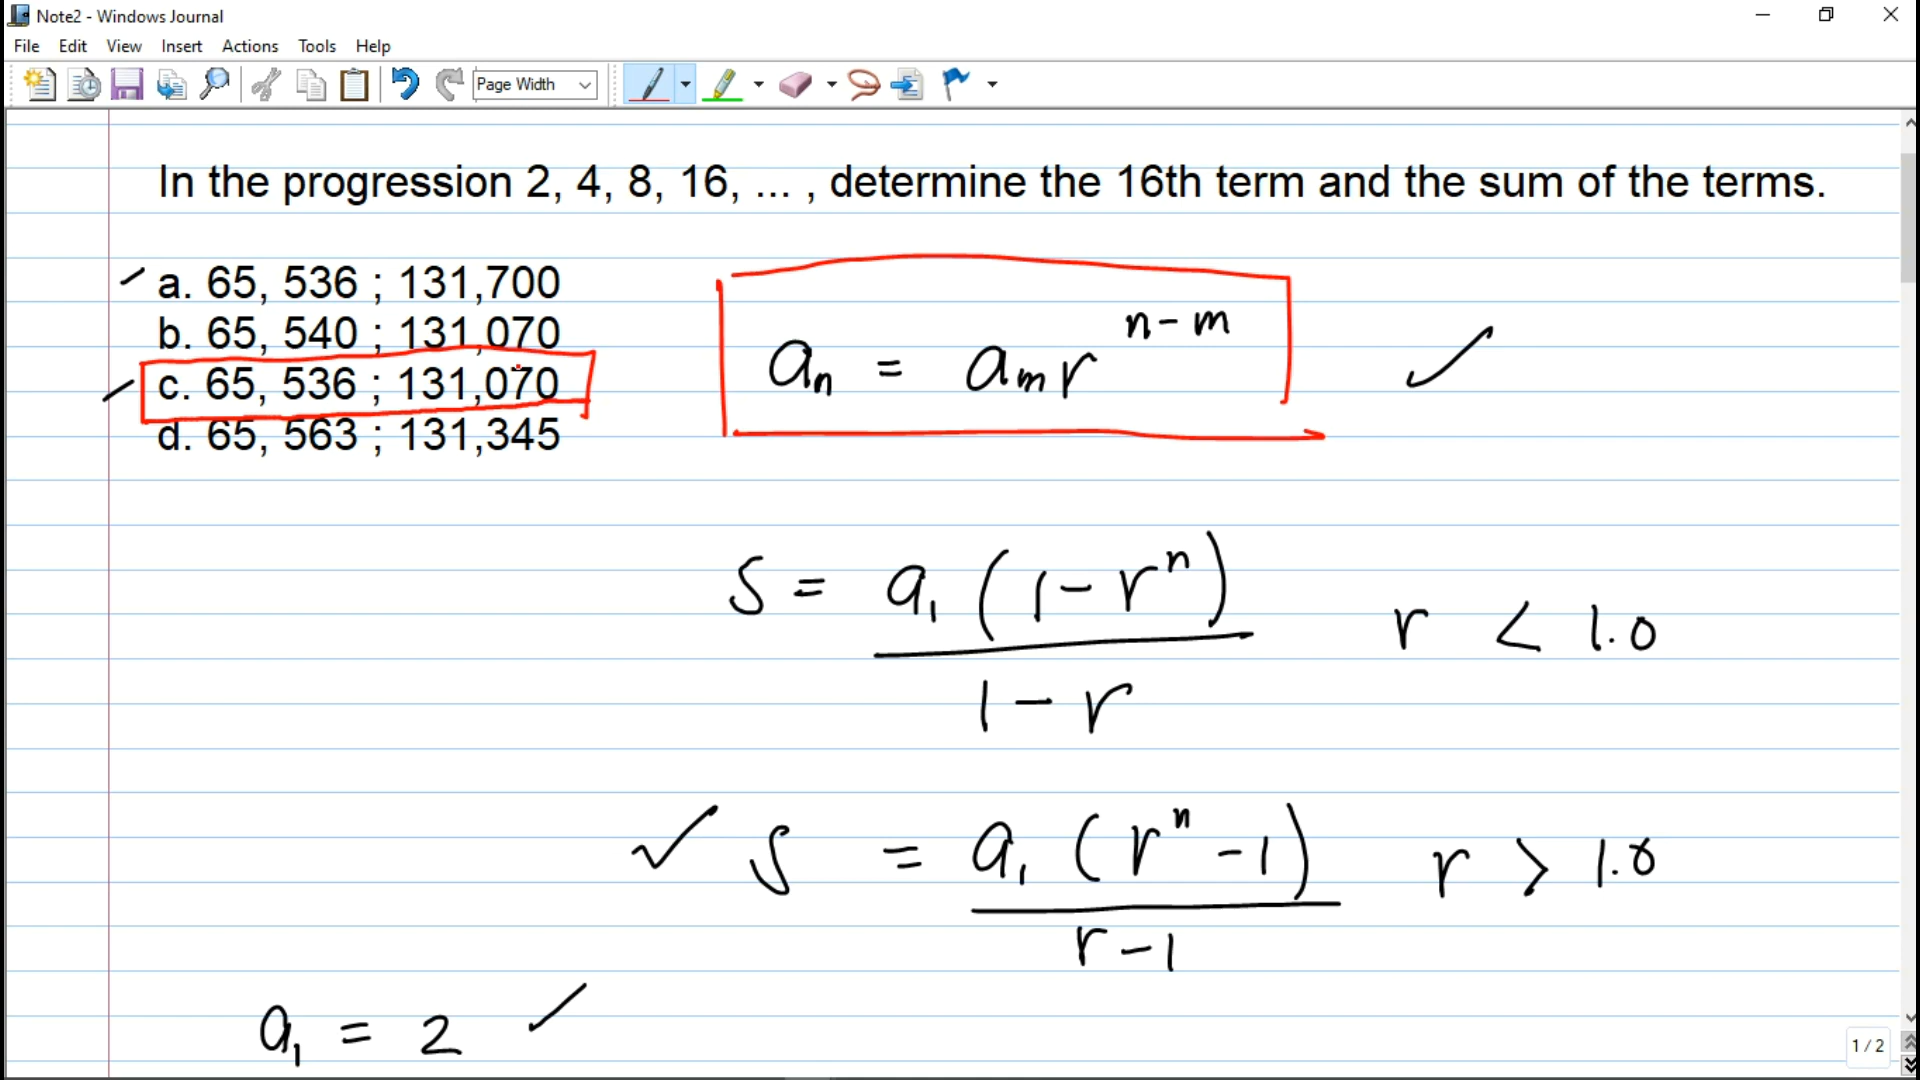 Note2 - Windows Journal
File Edit View Insert Actions Tools Help
Page Width
In the progression 2, 4, 8, 16, ... , determine the 16th term and the sum of the terms.
a. 65, 536 ; 131,700
b. 65, 540 ; 131,070
c. 65, 536 ; 131,070
d. 65, 563 ; 131,345
aₙ = aₘ r ⁿ⁻ᵐ
S = a₁ (1 - rⁿ)
1 - r
r < 1.0
S = a₁ (rⁿ - 1)
r - 1
r > 1.0
a₁ = 2
1 / 2